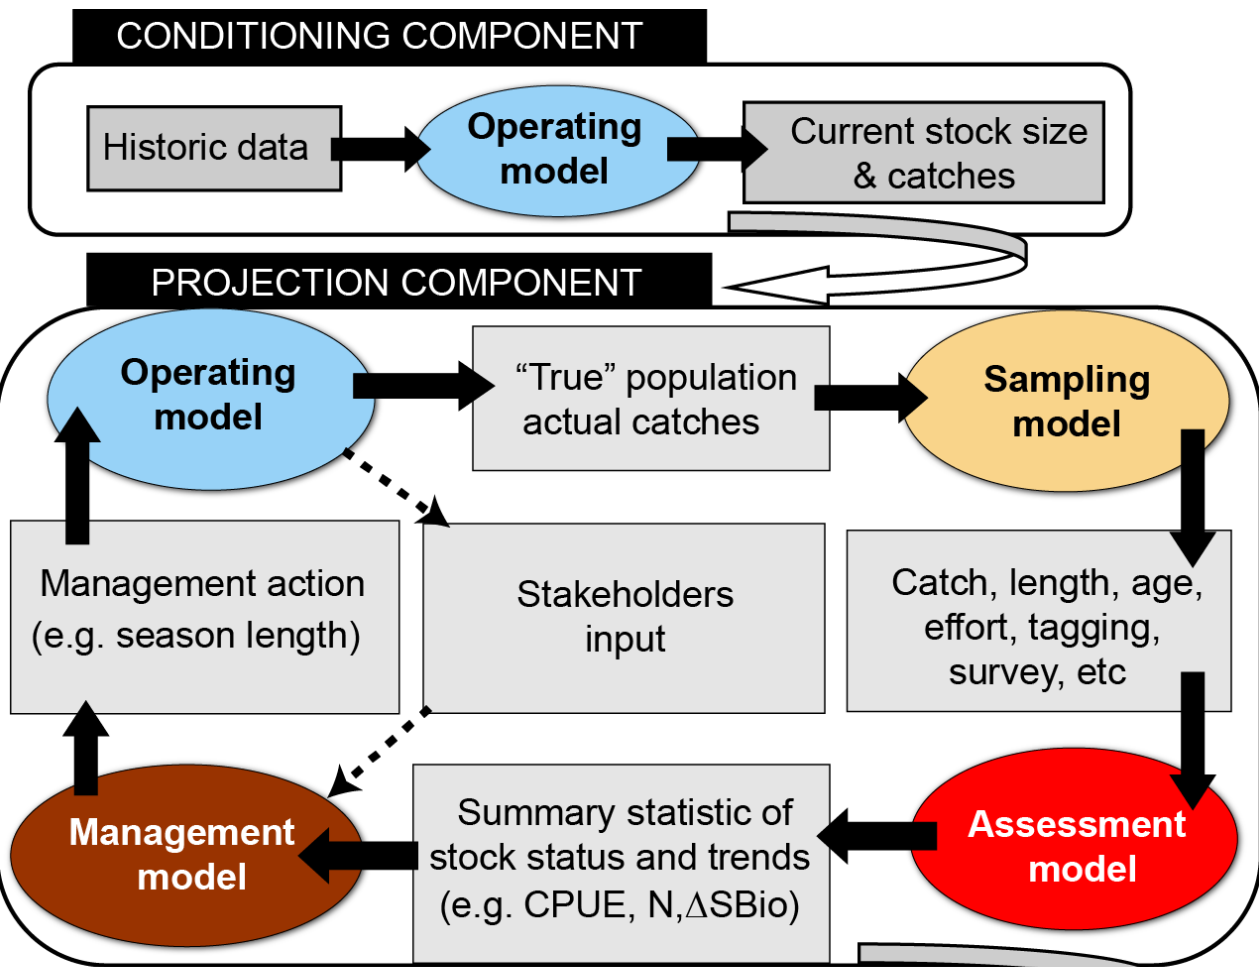 CONDITIONING COMPONENT
Historic data
Operating
model
Current stock size
& catches
PROJECTION COMPONENT
Operating
model
“True” population
actual catches
Sampling
model
Management action
(e.g. season length)
Stakeholders
input
Catch, length, age,
effort, tagging,
survey, etc
Management
model
Summary statistic of
stock status and trends
(e.g. CPUE, N,ΔSBio)
Assessment
model